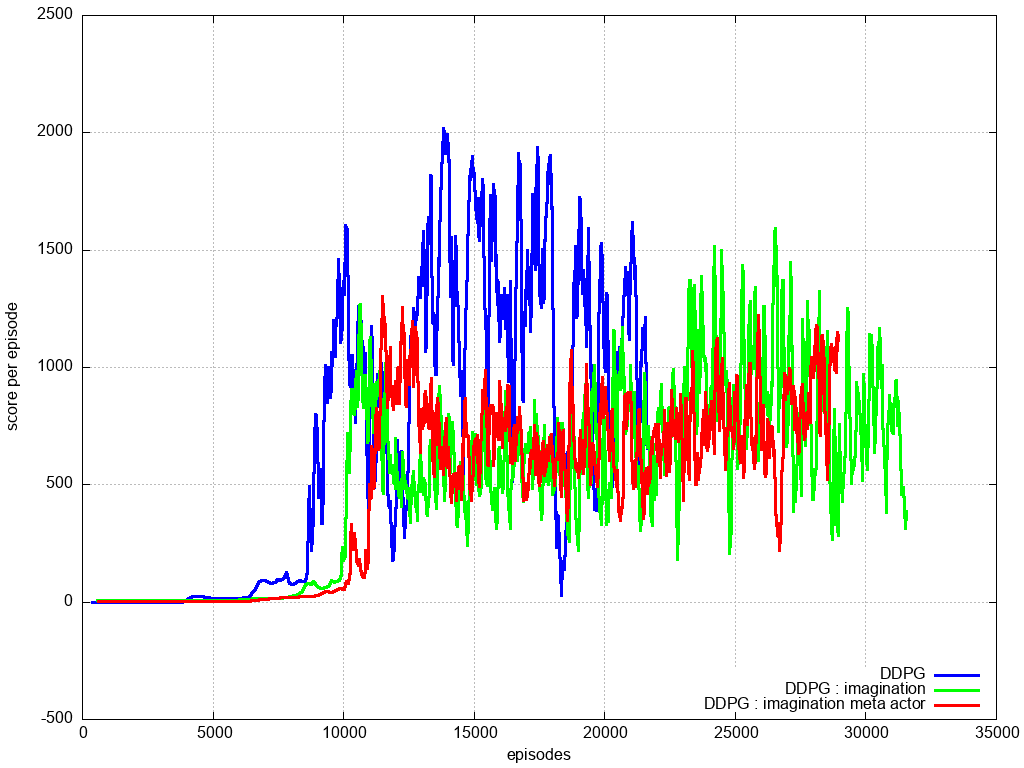 2500
2000
1500
1000
500
0
-500
score per episode
0 5000 10000 15000 20000 25000 30000 35000
episodes
DDPG
DDPG : imagination
DDPG : imagination meta actor